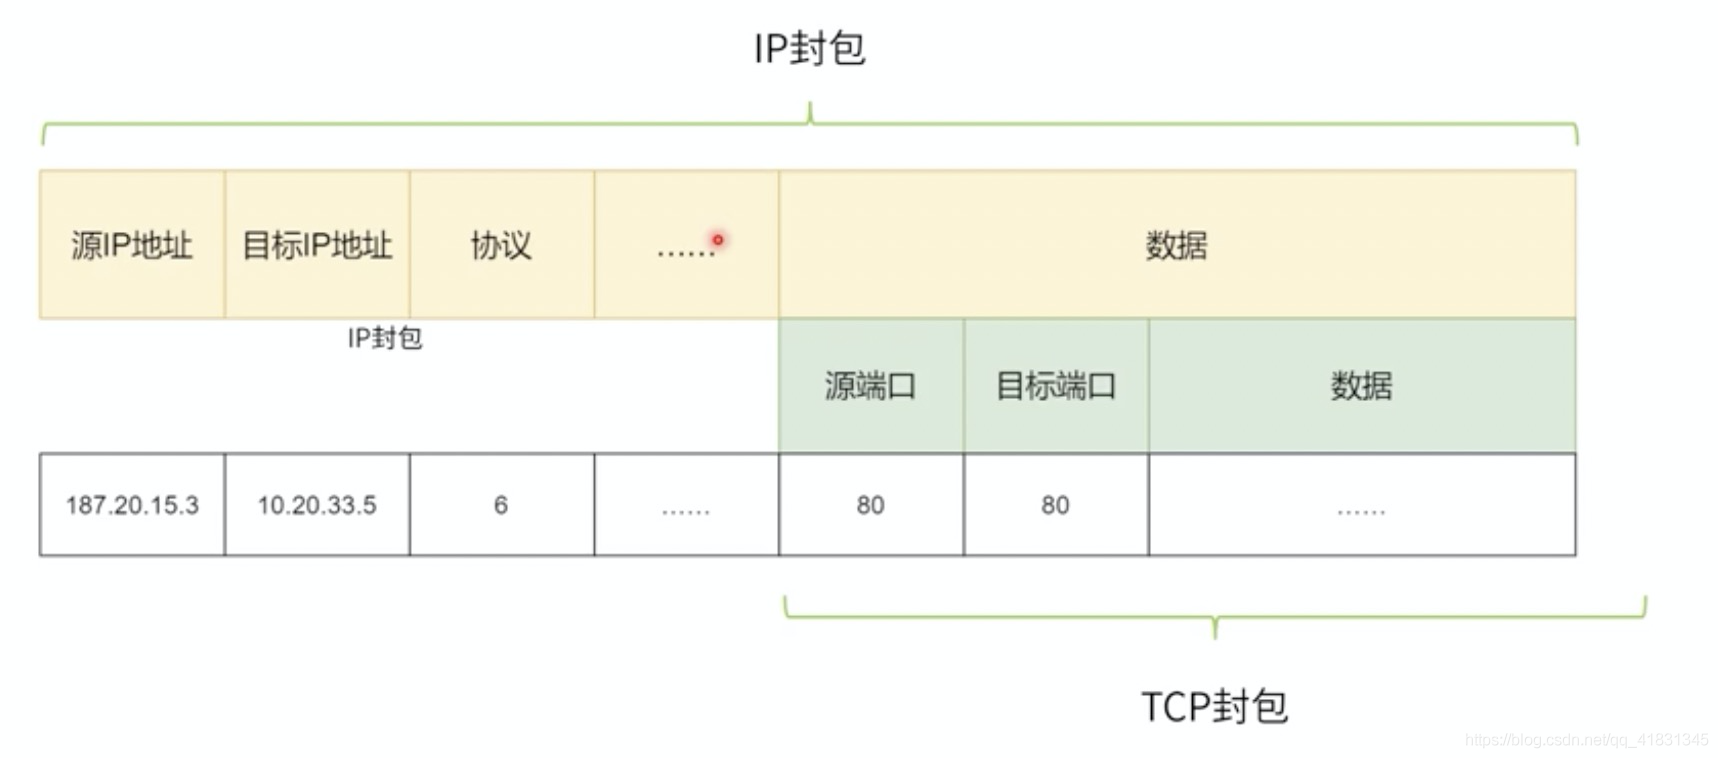 IP封包
源IP地址 目标IP地址 协议 ...... 数据
IP封包
源端口 目标端口 数据
187.20.15.3 10.20.33.5 6 ...... 80 80 ......
TCP封包
https://blog.csdn.net/qq_41831345